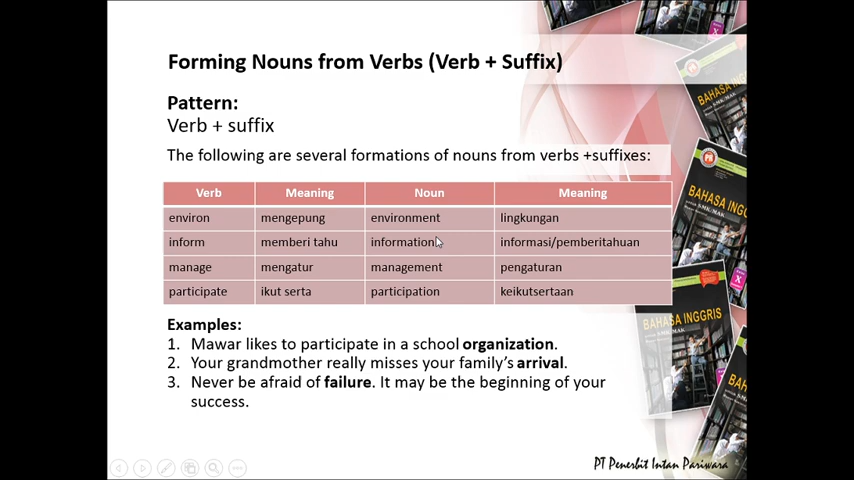 Forming Nouns from Verbs (Verb + Suffix)
Pattern:
Verb + suffix
The following are several formations of nouns from verbs +suffixes:
Verb Meaning Noun Meaning
environ mengepung environment lingkungan
inform memberi tahu information informasi/pemberitahuan
manage mengatur management pengaturan
participate ikut serta participation keikutsertaan
Examples:
1. Mawar likes to participate in a school organization.
2. Your grandmother really misses your family's arrival.
3. Never be afraid of failure. It may be the beginning of your
success.
BAHASA INGGRIS
PT Penerbit Intan Pariwara